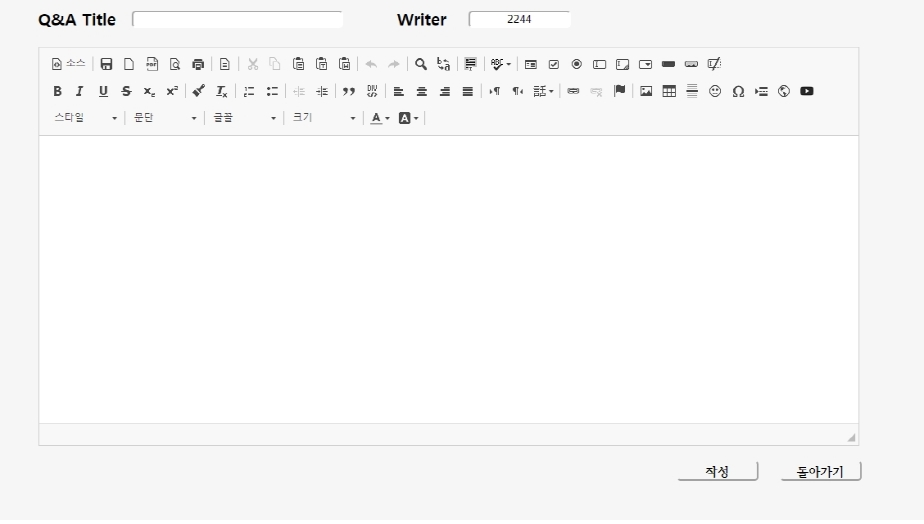 Q&A Title Writer 2244
소스
스타일 문단 글꼴 크기
작성 돌아가기